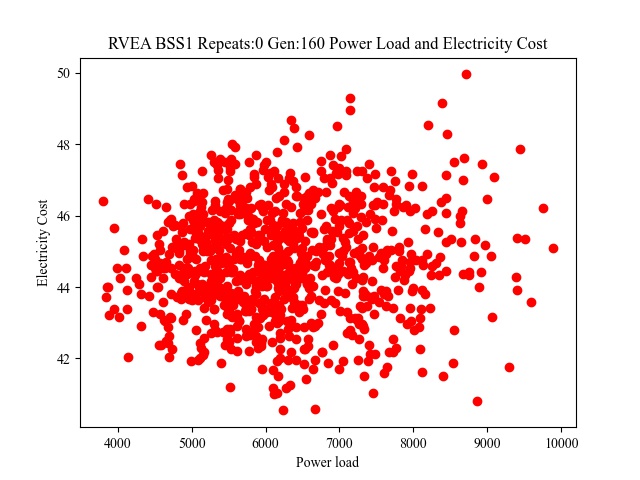 RVEA BSS1 Repeats:0 Gen:160 Power Load and Electricity Cost
50
48
46
44
42
Electricity Cost
4000 5000 6000 7000 8000 9000 10000
Power load